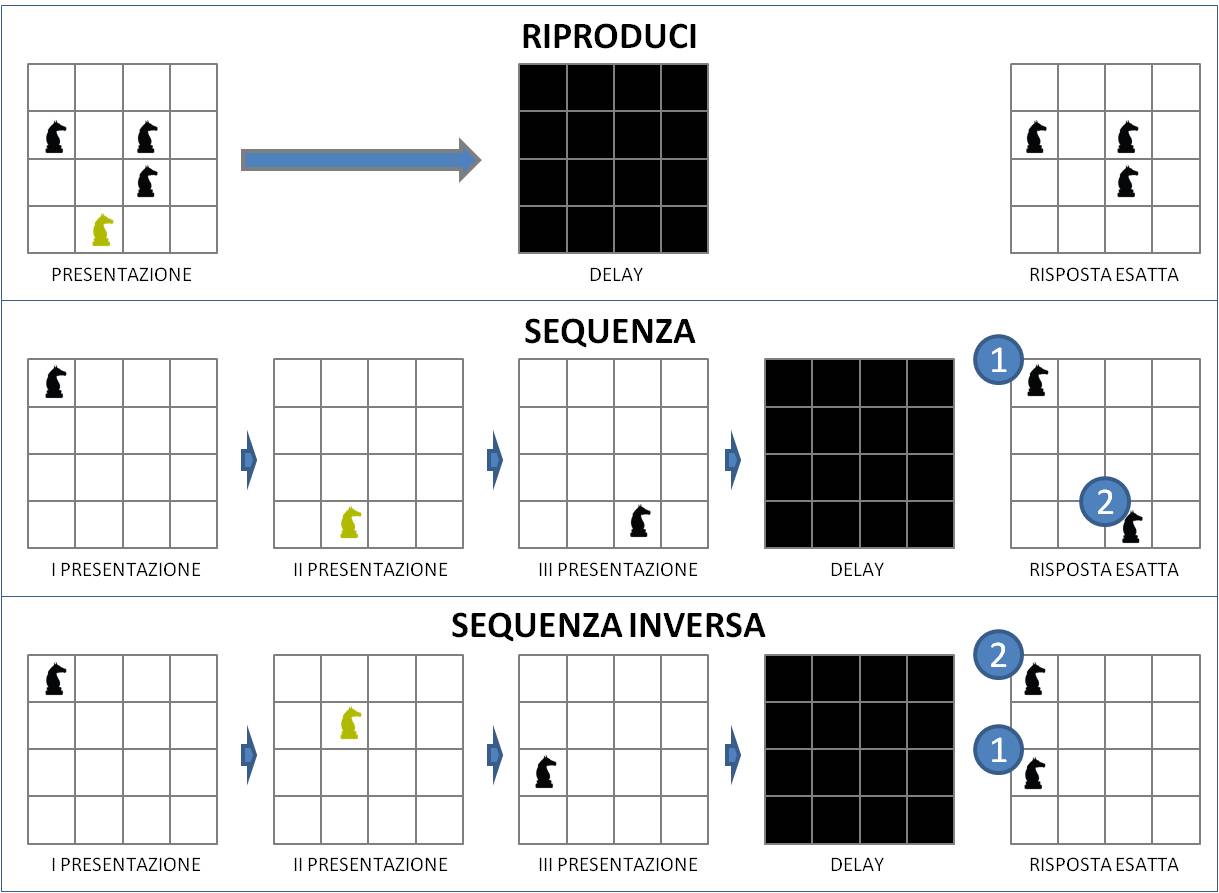 RIPRODUCI
PRESENTAZIONE
DELAY
RISPOSTA ESATTA
SEQUENZA
1
2
I PRESENTAZIONE
II PRESENTAZIONE
III PRESENTAZIONE
DELAY
RISPOSTA ESATTA
SEQUENZA INVERSA
2
1
I PRESENTAZIONE
II PRESENTAZIONE
III PRESENTAZIONE
DELAY
RISPOSTA ESATTA